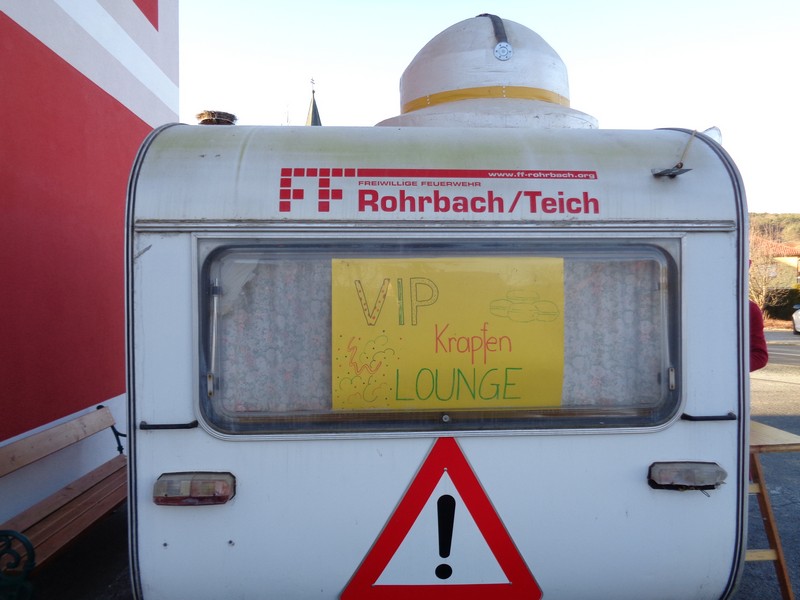 FF
www.ff-rohrbach.org
FREIWILLIGE FEUERWEHR
Rohrbach/Teich
VIP
Krapfen
LOUNGE
!